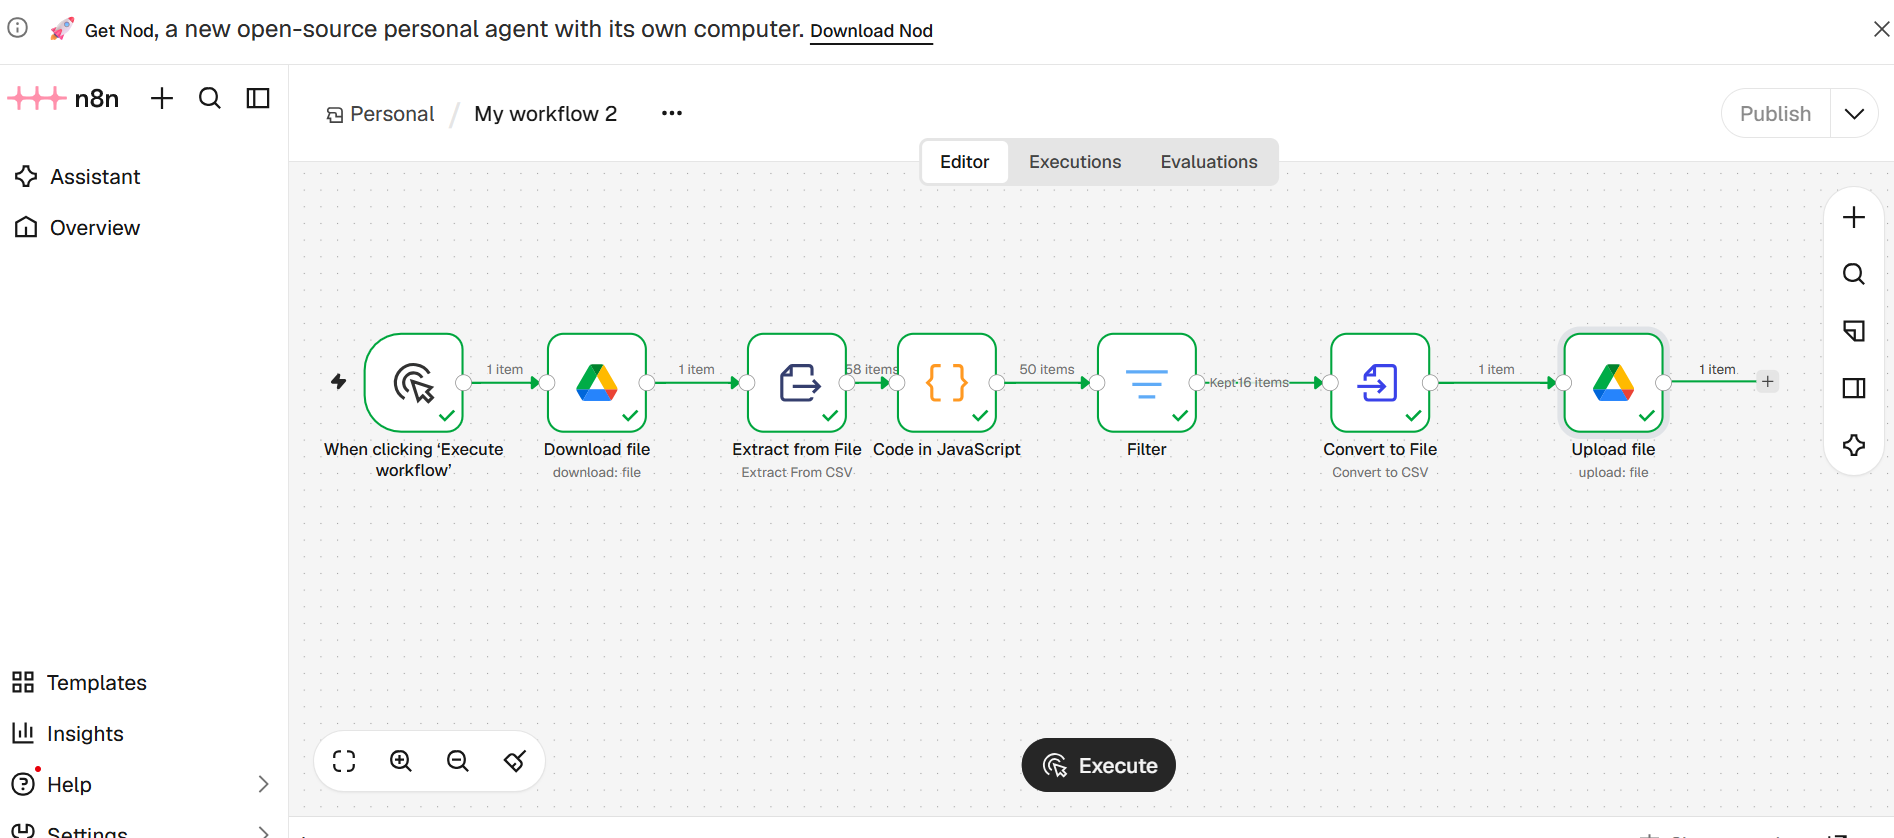 Get Nod, a new open-source personal agent with its own computer. Download Nod
n8n
Personal / My workflow 2
Publish
Editor Executions Evaluations
Assistant
Overview
1 item
1 item
58 items
50 items
Kept 16 items
1 item
1 item
When clicking ‘Execute workflow’
Download file
download: file
Extract from File
Extract From CSV
Code in JavaScript
Filter
Convert to File
Convert to CSV
Upload file
upload: file
Templates
Insights
Help
Settings
Execute